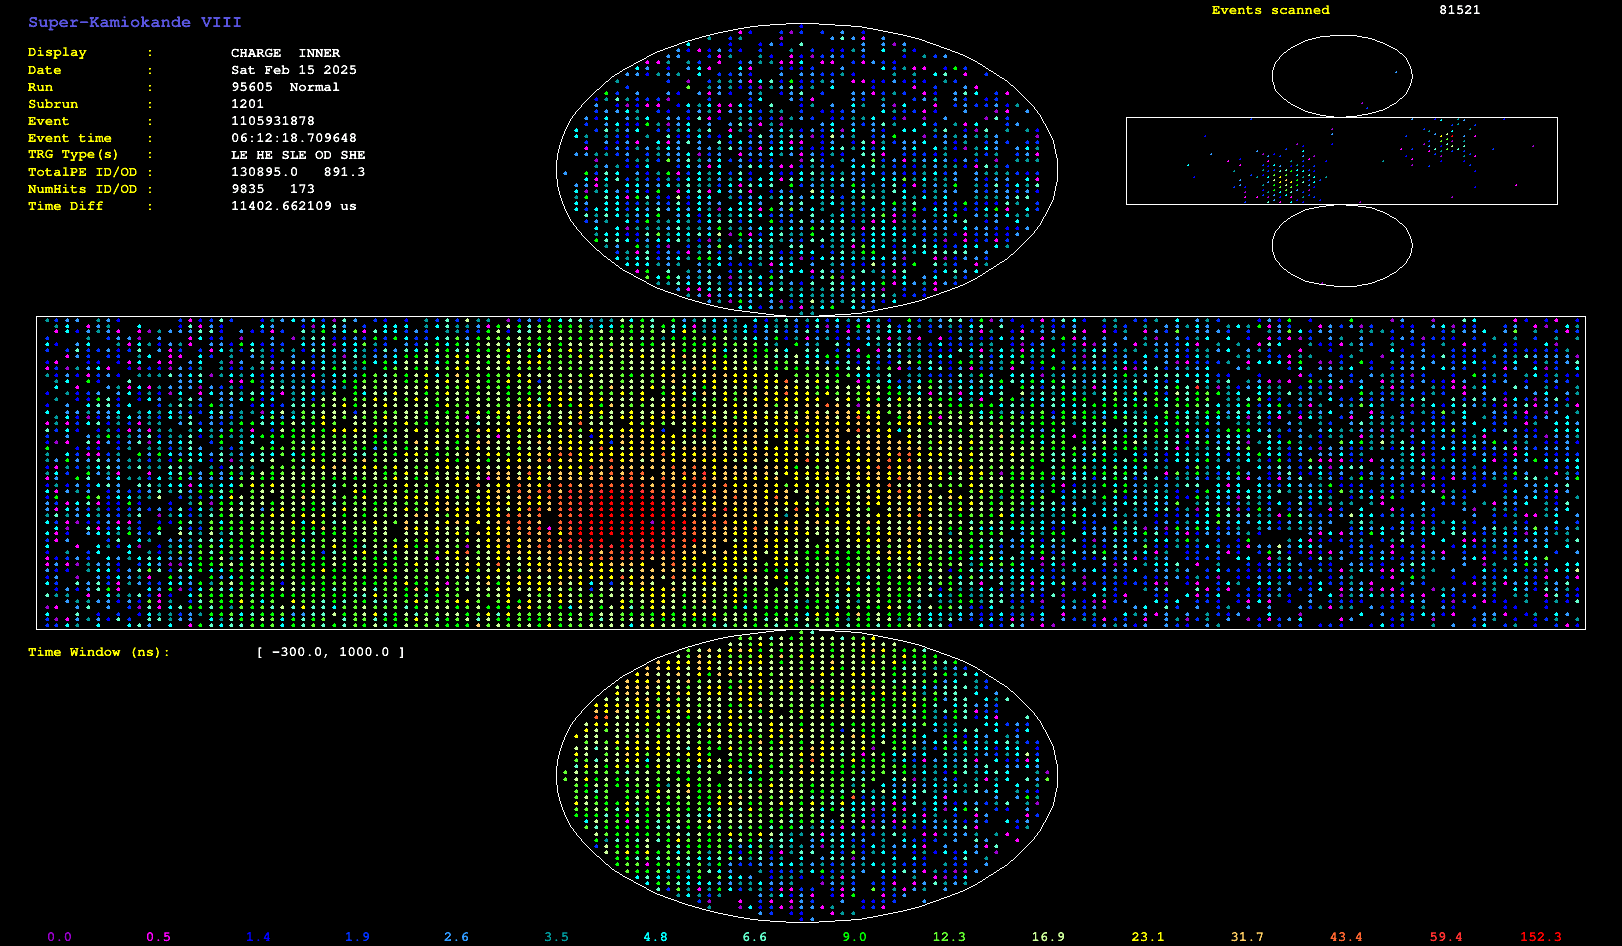 Super-Kamiokande VIII
Events scanned 81521
Display : CHARGE INNER
Date : Sat Feb 15 2025
Run : 95605 Normal
Subrun : 1201
Event : 1105931878
Event time : 06:12:18.709648
TRG Type(s) : LE HE SLE OD SHE
TotalPE ID/OD : 130895.0 891.3
NumHits ID/OD : 9835 173
Time Diff : 11402.662109 us
Time Window (ns): [ -300.0, 1000.0 ]
0.0 0.5 1.4 1.9 2.6 3.5 4.8 6.6 9.0 12.3 16.9 23.1 31.7 43.4 59.4 152.3